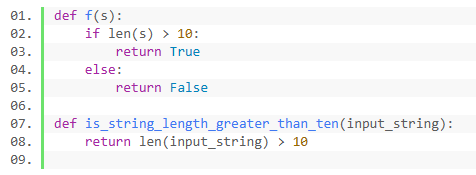 01. def f(s):
02.     if len(s) > 10:
03.         return True
04.     else:
05.         return False
06.
07. def is_string_length_greater_than_ten(input_string):
08.     return len(input_string) > 10
09.